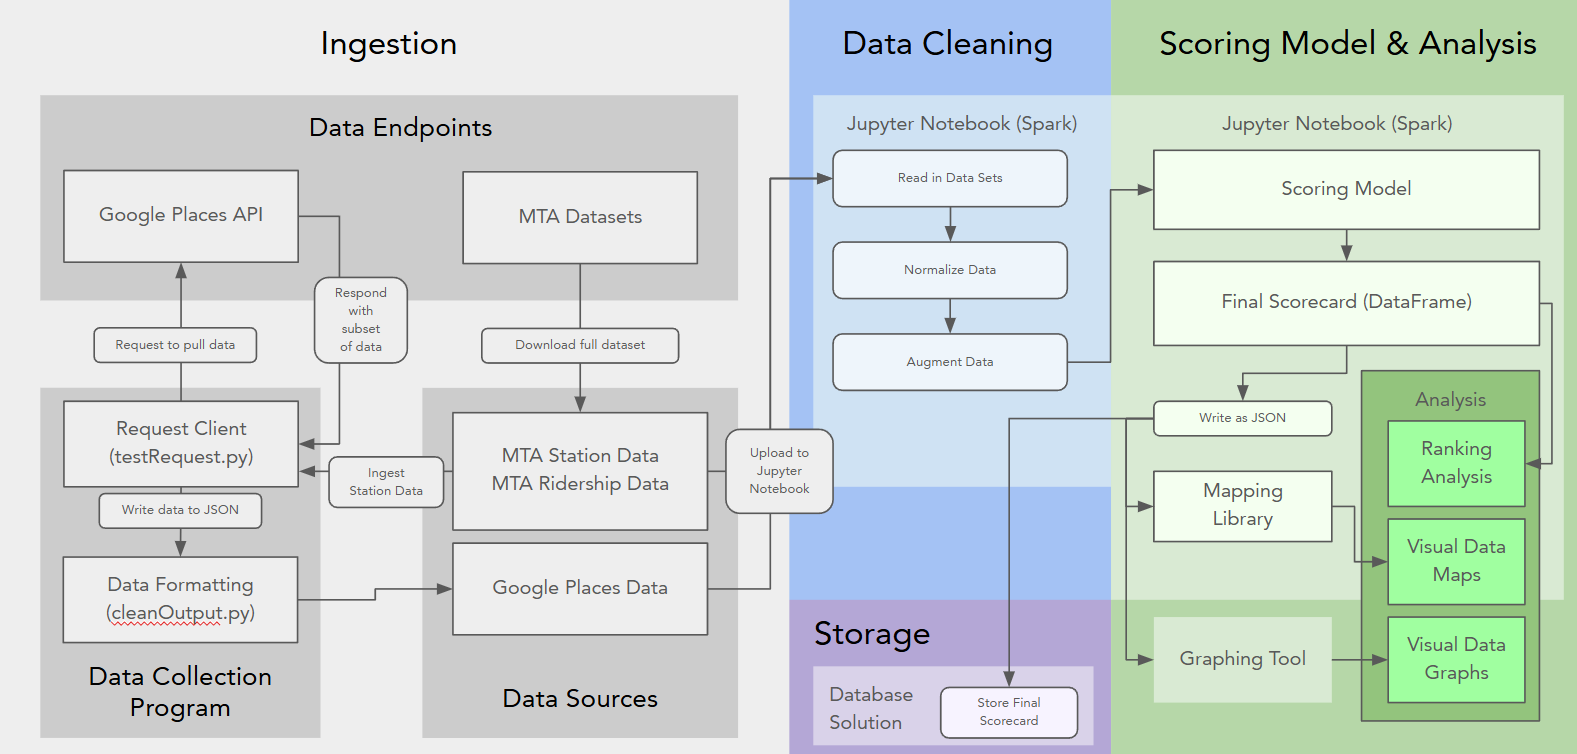 Ingestion
Data Cleaning
Scoring Model & Analysis
Data Endpoints
Google Places API
MTA Datasets
Respond
with
subset
of data
Request to pull data
Download full dataset
Request Client
(testRequest.py)
Ingest
Station Data
MTA Station Data
MTA Ridership Data
Upload to
Jupyter
Notebook
Write data to JSON
Data Formatting
(cleanOutput.py)
Google Places Data
Data Collection
Program
Data Sources
Jupyter Notebook (Spark)
Read in Data Sets
Normalize Data
Augment Data
Storage
Database
Solution
Store Final
Scorecard
Jupyter Notebook (Spark)
Scoring Model
Final Scorecard (DataFrame)
Write as JSON
Mapping
Library
Graphing Tool
Analysis
Ranking
Analysis
Visual Data
Maps
Visual Data
Graphs